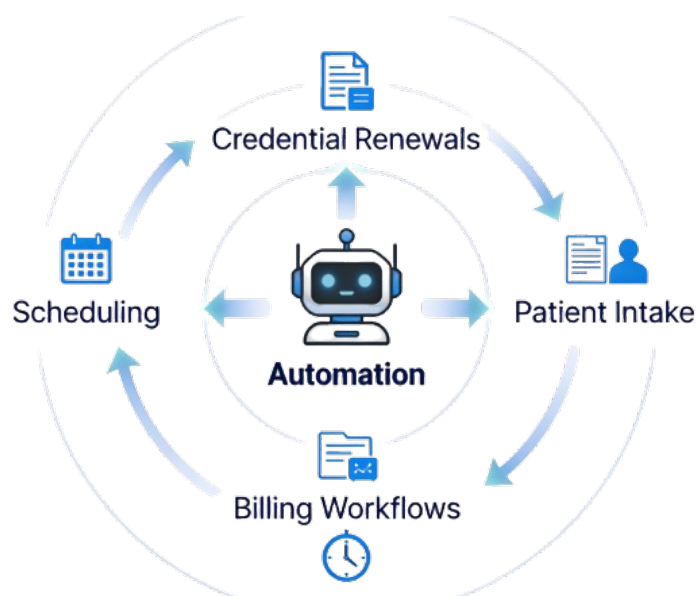 Credential Renewals
Scheduling
Patient Intake
Automation
Billing Workflows